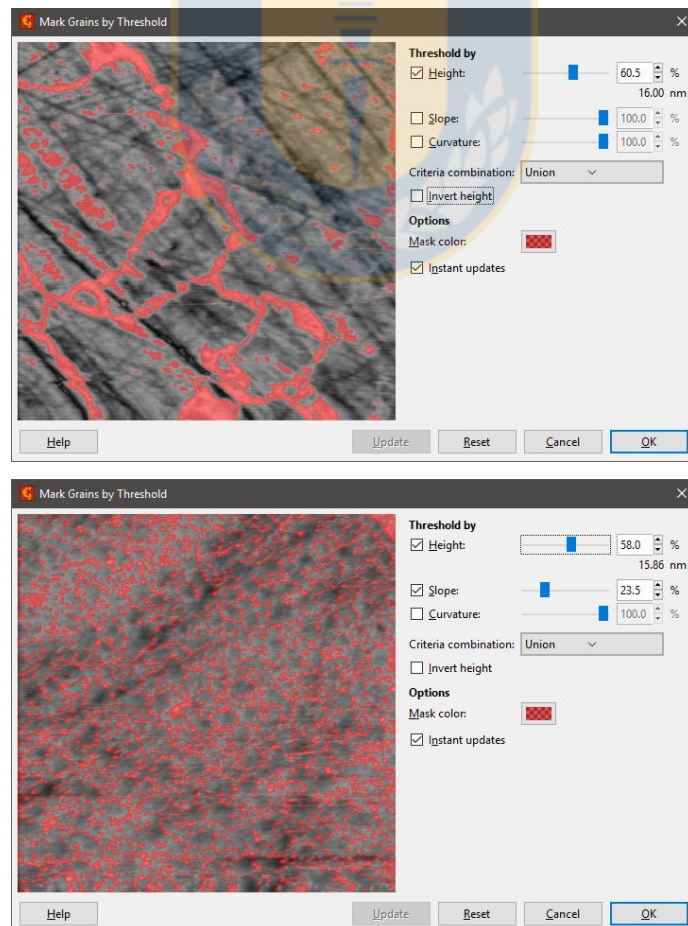 Mark Grains by Threshold
Threshold by
Height: 60.5 %
16.00 nm
Slope: 100.0 %
Curvature: 100.0 %
Criteria combination: Union
Invert height
Options
Mask color:
Instant updates
Help Update Reset Cancel OK
Mark Grains by Threshold
Threshold by
Height: 58.0 %
15.86 nm
Slope: 23.5 %
Curvature: 100.0 %
Criteria combination: Union
Invert height
Options
Mask color:
Instant updates
Help Update Reset Cancel OK